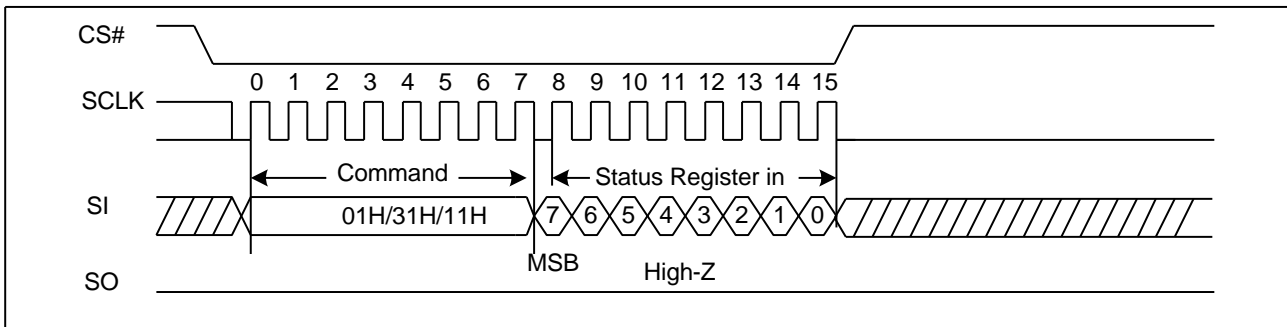 CS#
0 1 2 3 4 5 6 7 8 9 10 11 12 13 14 15
SCLK
Command Status Register in
SI 01H/31H/11H 7 6 5 4 3 2 1 0
MSB High-Z
SO